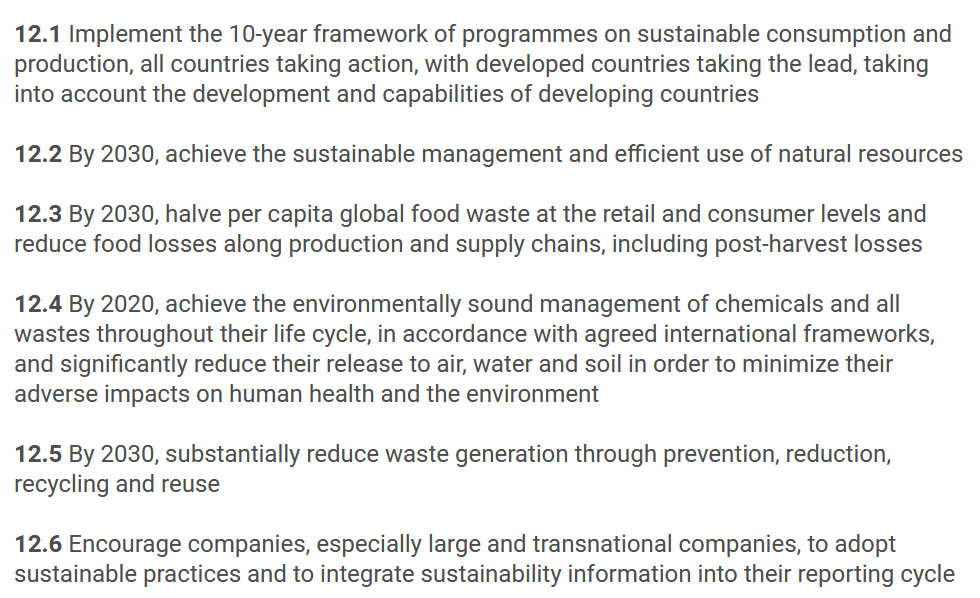 12.1 Implement the 10-year framework of programmes on sustainable consumption and
production, all countries taking action, with developed countries taking the lead, taking
into account the development and capabilities of developing countries
12.2 By 2030, achieve the sustainable management and efficient use of natural resources
12.3 By 2030, halve per capita global food waste at the retail and consumer levels and
reduce food losses along production and supply chains, including post-harvest losses
12.4 By 2020, achieve the environmentally sound management of chemicals and all
wastes throughout their life cycle, in accordance with agreed international frameworks,
and significantly reduce their release to air, water and soil in order to minimize their
adverse impacts on human health and the environment
12.5 By 2030, substantially reduce waste generation through prevention, reduction,
recycling and reuse
12.6 Encourage companies, especially large and transnational companies, to adopt
sustainable practices and to integrate sustainability information into their reporting cycle